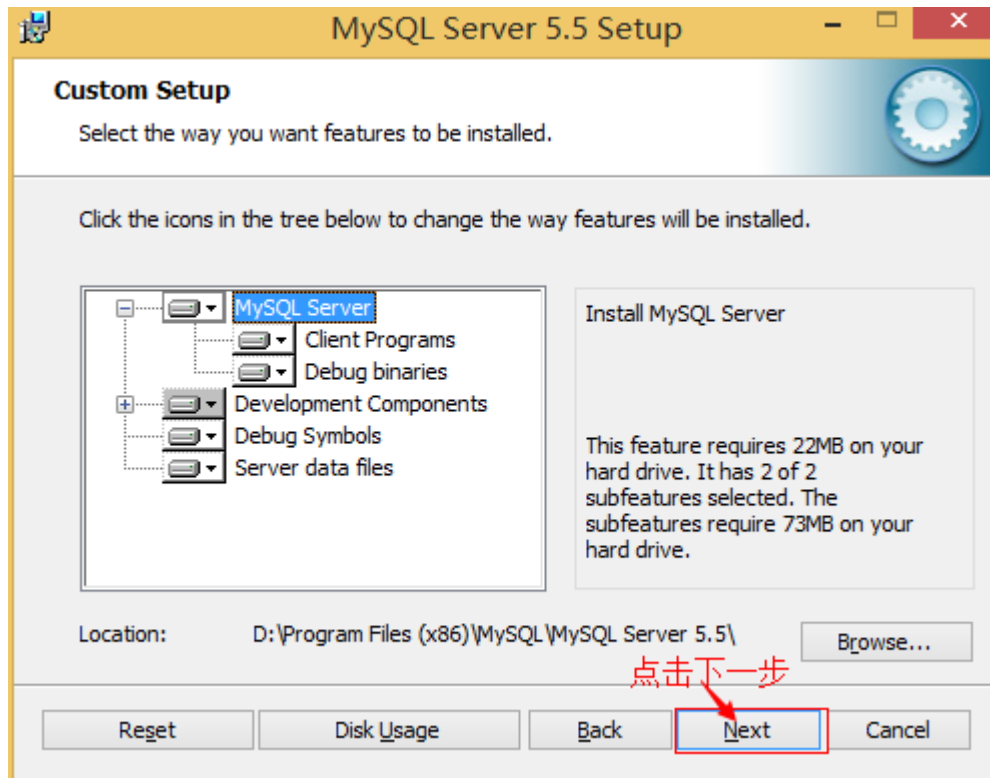 MySQL Server 5.5 Setup
Custom Setup
Select the way you want features to be installed.
Click the icons in the tree below to change the way features will be installed.
MySQL Server
Client Programs
Debug binaries
Development Components
Debug Symbols
Server data files
Install MySQL Server
This feature requires 22MB on your
hard drive. It has 2 of 2
subfeatures selected. The
subfeatures require 73MB on your
hard drive.
Location: D:\Program Files (x86)\MySQL\MySQL Server 5.5\ Browse...
点击下一步
Reset Disk Usage Back Next Cancel